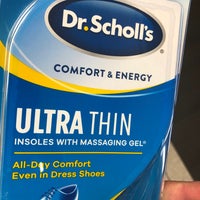 Dr.Scholl's
COMFORT & ENERGY
ULTRA THIN
INSOLES WITH MASSAGING GEL®
All-Day Comfort
Even in Dress Shoes